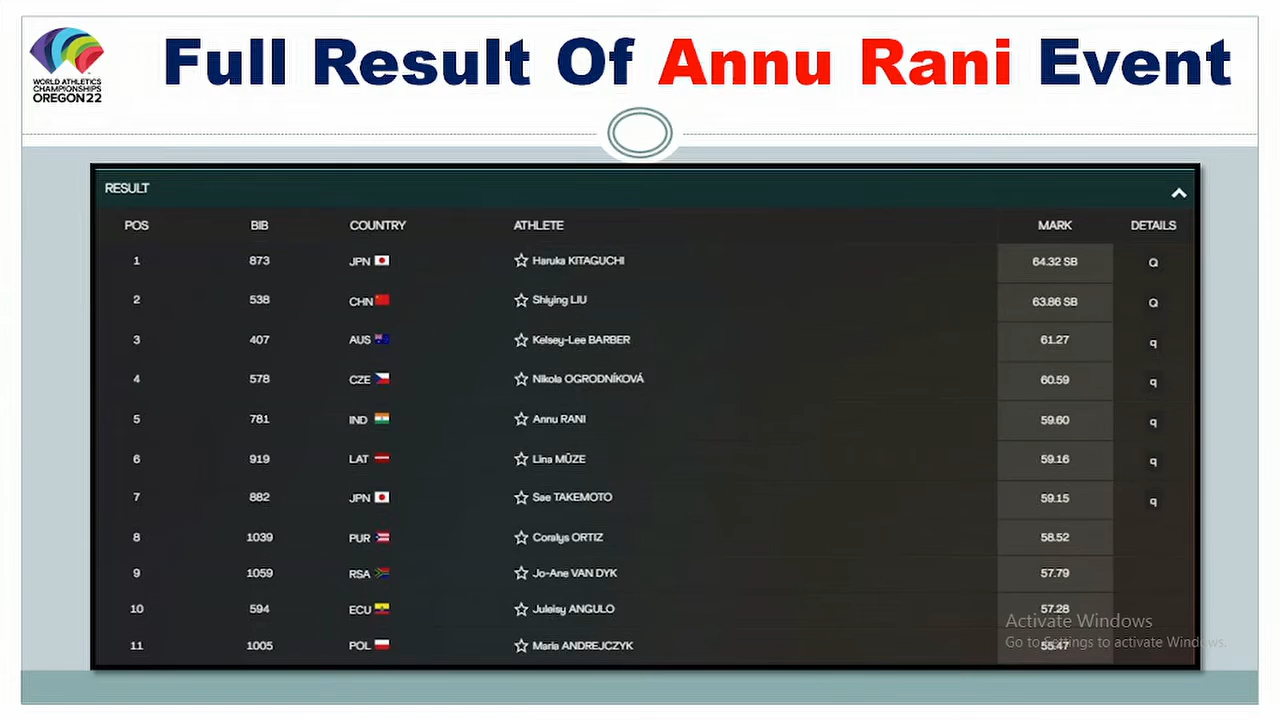 WORLD ATHLETICS
CHAMPIONSHIPS
OREGON22
Full Result Of Annu Rani Event
RESULT
POS BIB COUNTRY ATHLETE MARK DETAILS
1 873 JPN Haruka KITAGUCHI 64.32 SB Q
2 538 CHN Shiying LIU 63.86 SB Q
3 407 AUS Kelsey-Lee BARBER 61.27 q
4 578 CZE Nikola OGRODNÍKOVÁ 60.59 q
5 781 IND Annu RANI 59.60 q
6 919 LAT Līna MŪZE 59.16 q
7 882 JPN Sae TAKEMOTO 59.15 q
8 1039 PUR Coralys ORTIZ 58.52
9 1059 RSA Jo-Ane VAN DYK 57.79
10 594 ECU Juleisy ANGULO 57.28
11 1005 POL Maria ANDREJCZYK 55.47
Activate Windows
Go to Settings to activate Windows.